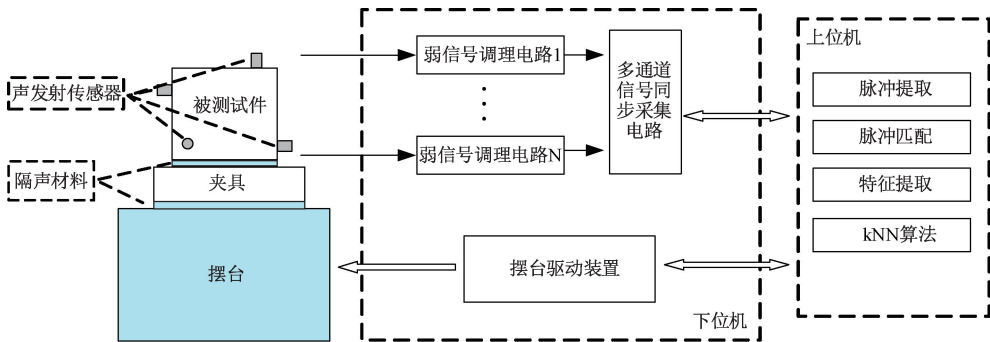 声发射传感器
隔声材料
被测试件
夹具
摆台
弱信号调理电路1
弱信号调理电路N
多通道
信号同
步采集
电路
摆台驱动装置
下位机
上位机
脉冲提取
脉冲匹配
特征提取
kNN算法